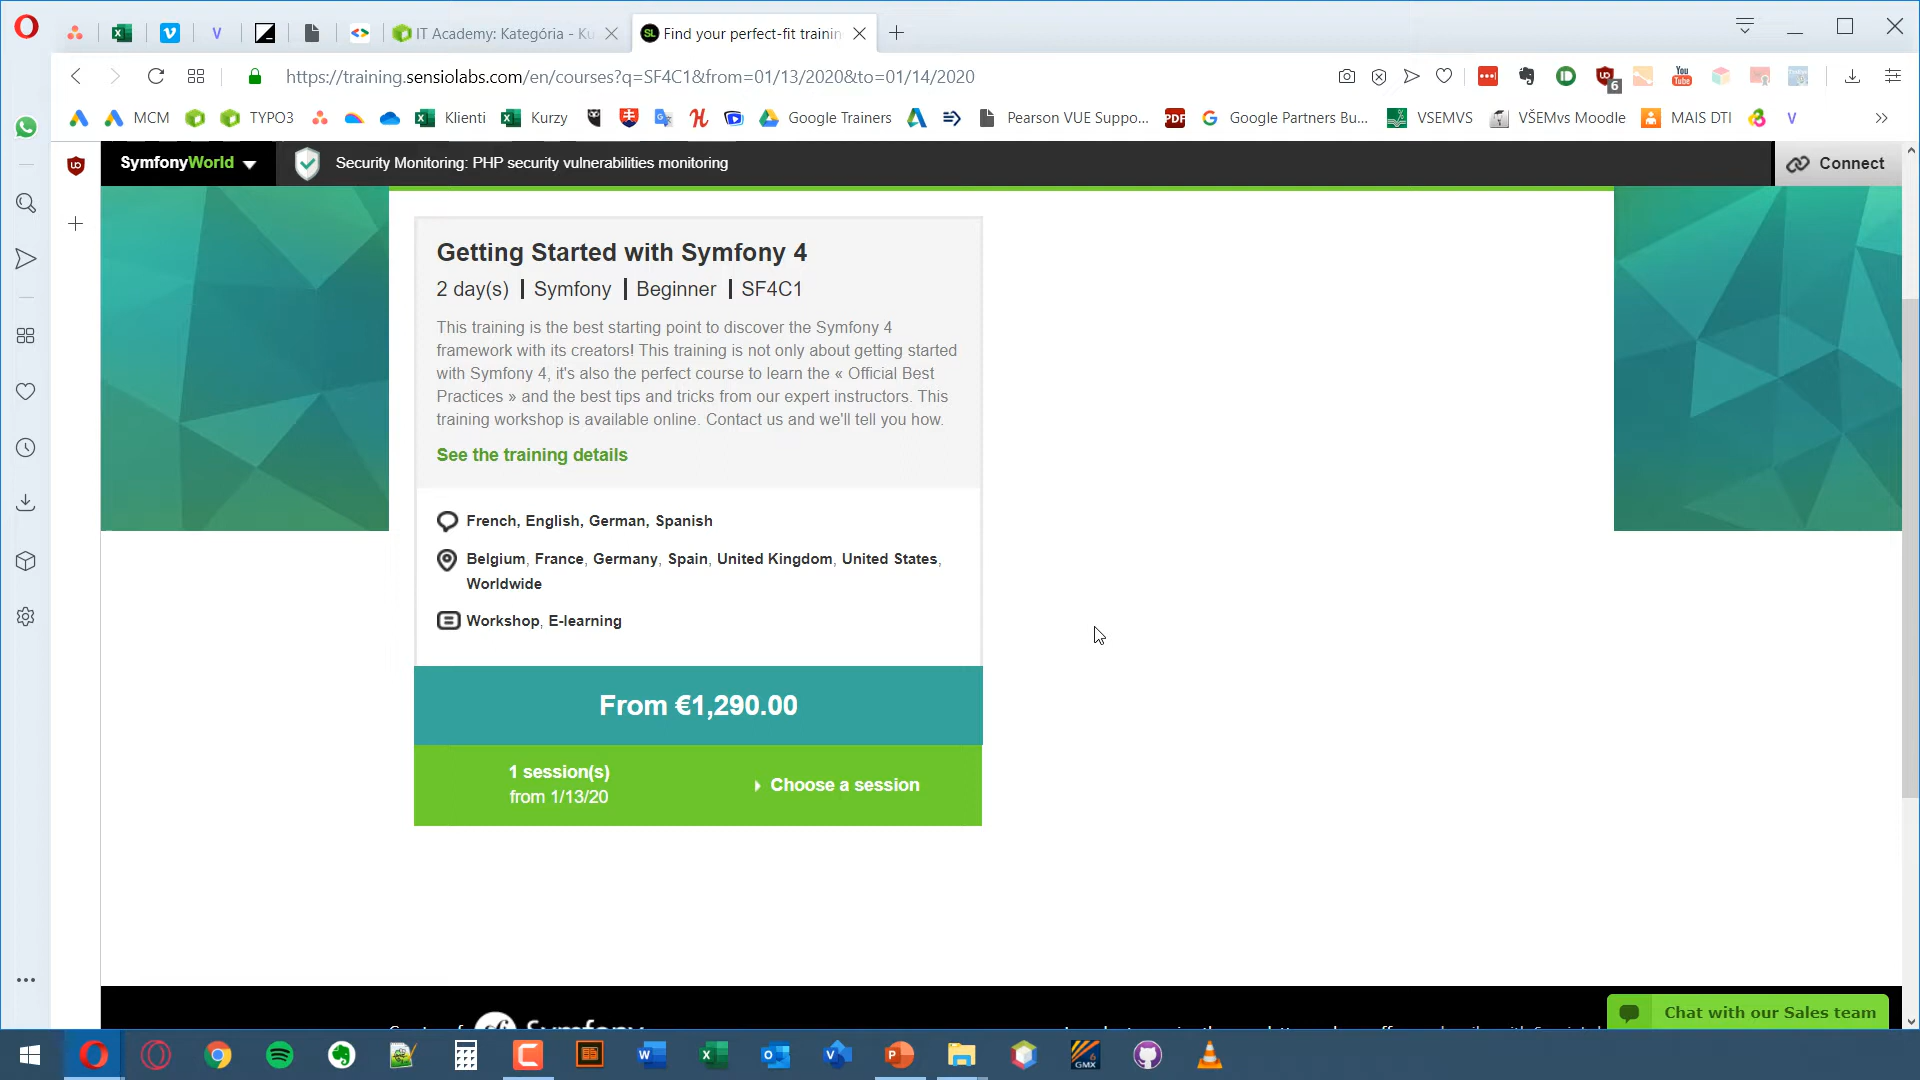 IT Academy: Kategória - Ku
Find your perfect-fit trainin
https://training.sensiolabs.com/en/courses?q=SF4C1&from=01/13/2020&to=01/14/2020
6
MCM
TYPO3
Klienti
Kurzy
Google Trainers
Pearson VUE Suppo...
Google Partners Bu...
VSEMVS
VŠEMvs Moodle
MAIS DTI
SymfonyWorld
Security Monitoring: PHP security vulnerabilities monitoring
Connect
Getting Started with Symfony 4
2 day(s) | Symfony | Beginner | SF4C1
This training is the best starting point to discover the Symfony 4
framework with its creators! This training is not only about getting started
with Symfony 4, it's also the perfect course to learn the « Official Best
Practices » and the best tips and tricks from our expert instructors. This
training workshop is available online. Contact us and we'll tell you how.
See the training details
French, English, German, Spanish
Belgium, France, Germany, Spain, United Kingdom, United States,
Worldwide
Workshop, E-learning
From €1,290.00
1 session(s)
from 1/13/20
Choose a session
Chat with our Sales team